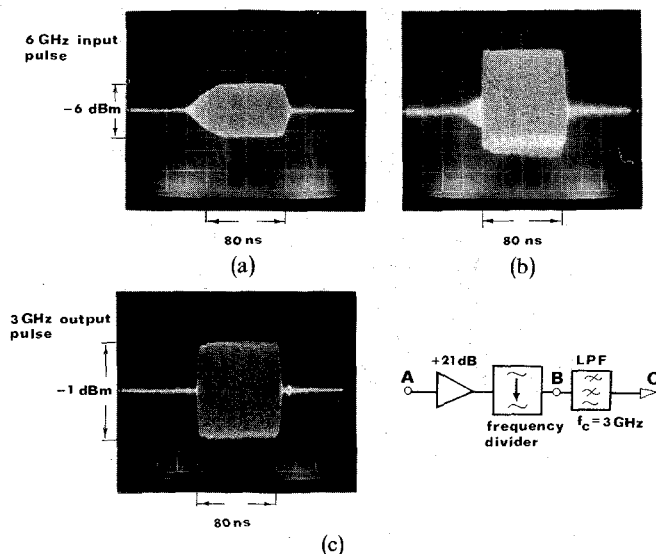 6 GHz input
pulse
−6 dBm
80 ns
(a)
80 ns
(b)
3 GHz output
pulse
−1 dBm
80 ns
A
+21 dB
frequency
divider
B
LPF
fc = 3 GHz
C
(c)